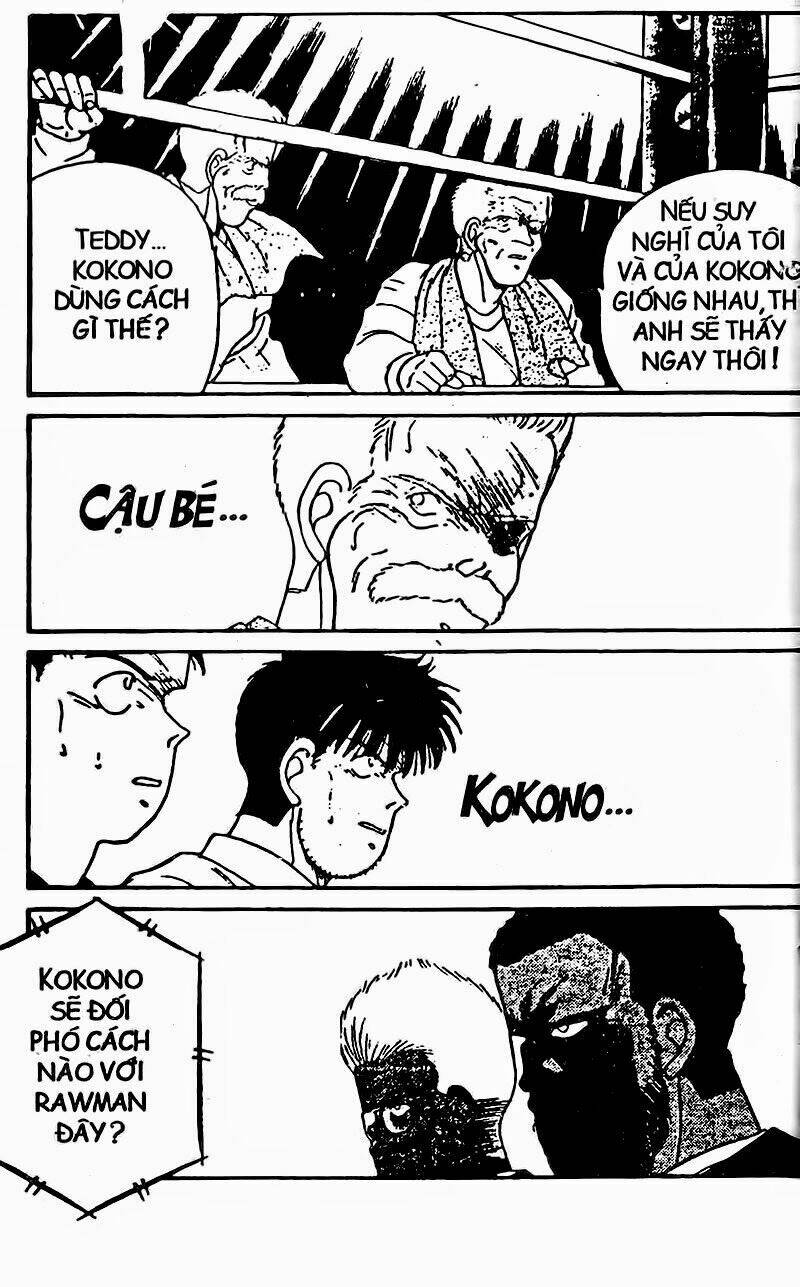 TEDDY...
KOKONO
DÙNG CÁCH
GÌ THẾ?
NẾU SUY
NGHĨ CỦA TÔI
VÀ CỦA KOKONO
GIỐNG NHAU, TH
ANH SẼ THẤY
NGAY THÔI!
CẬU BÉ...
KOKONO...
KOKONO
SẼ ĐỐI
PHÓ CÁCH
NÀO VỚI
RAWMAN
ĐÂY?